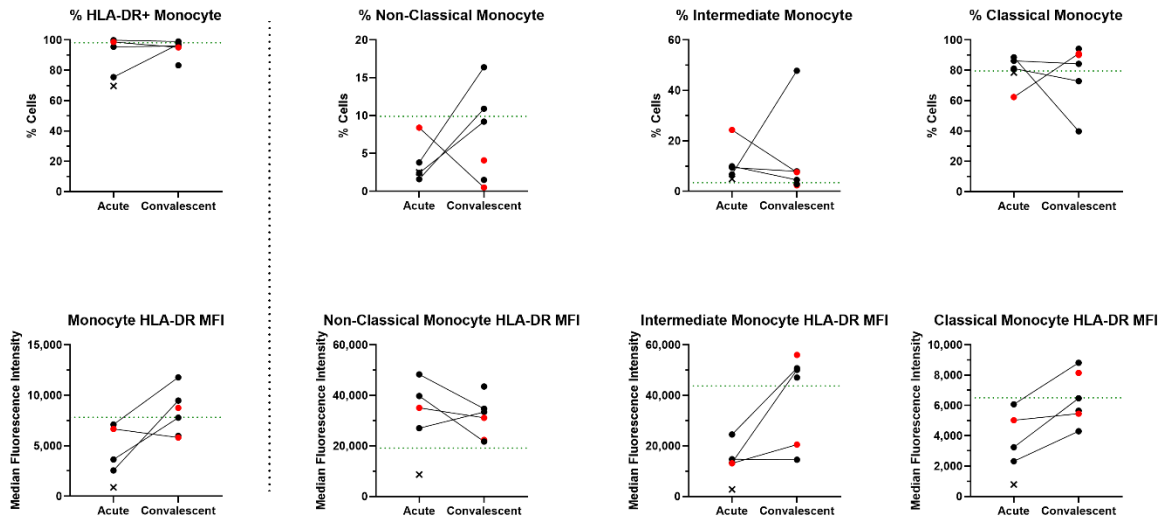 % HLA-DR+ Monocyte
% Cells
100
80
60
40
20
0
Acute Convalescent
% Non-Classical Monocyte
% Cells
20
15
10
5
0
Acute Convalescent
% Intermediate Monocyte
% Cells
60
40
20
0
Acute Convalescent
% Classical Monocyte
% Cells
100
80
60
40
20
0
Acute Convalescent
Monocyte HLA-DR MFI
Median Fluorescence Intensity
15,000
10,000
5,000
0
Acute Convalescent
Non-Classical Monocyte HLA-DR MFI
Median Fluorescence Intensity
60,000
40,000
20,000
0
Acute Convalescent
Intermediate Monocyte HLA-DR MFI
Median Fluorescence Intensity
60,000
40,000
20,000
0
Acute Convalescent
Classical Monocyte HLA-DR MFI
Median Fluorescence Intensity
10,000
8,000
6,000
4,000
2,000
0
Acute Convalescent